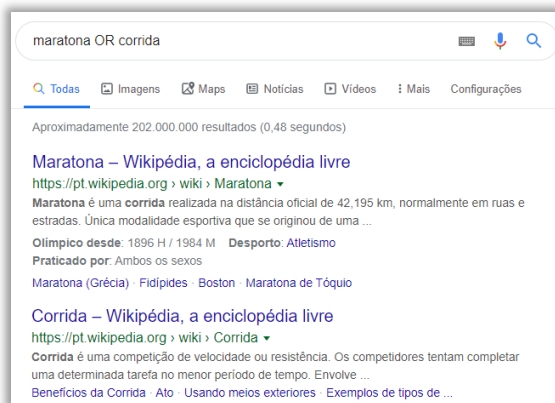 maratona OR corrida
Todas Imagens Maps Notícias Vídeos Mais Configurações
Aproximadamente 202.000.000 resultados (0,48 segundos)
Maratona – Wikipédia, a enciclopédia livre
https://pt.wikipedia.org › wiki › Maratona
Maratona é uma corrida realizada na distância oficial de 42,195 km, normalmente em ruas e
estradas. Única modalidade esportiva que se originou de uma ...
Olímpico desde: 1896 H / 1984 M Desporto: Atletismo
Praticado por: Ambos os sexos
Maratona (Grécia) · Fidípides · Boston · Maratona de Tóquio
Corrida – Wikipédia, a enciclopédia livre
https://pt.wikipedia.org › wiki › Corrida
Corrida é uma competição de velocidade ou resistência. Os competidores tentam completar
uma determinada tarefa no menor período de tempo. Envolve ...
Benefícios da Corrida · Ato · Usando meios exteriores · Exemplos de tipos de ...